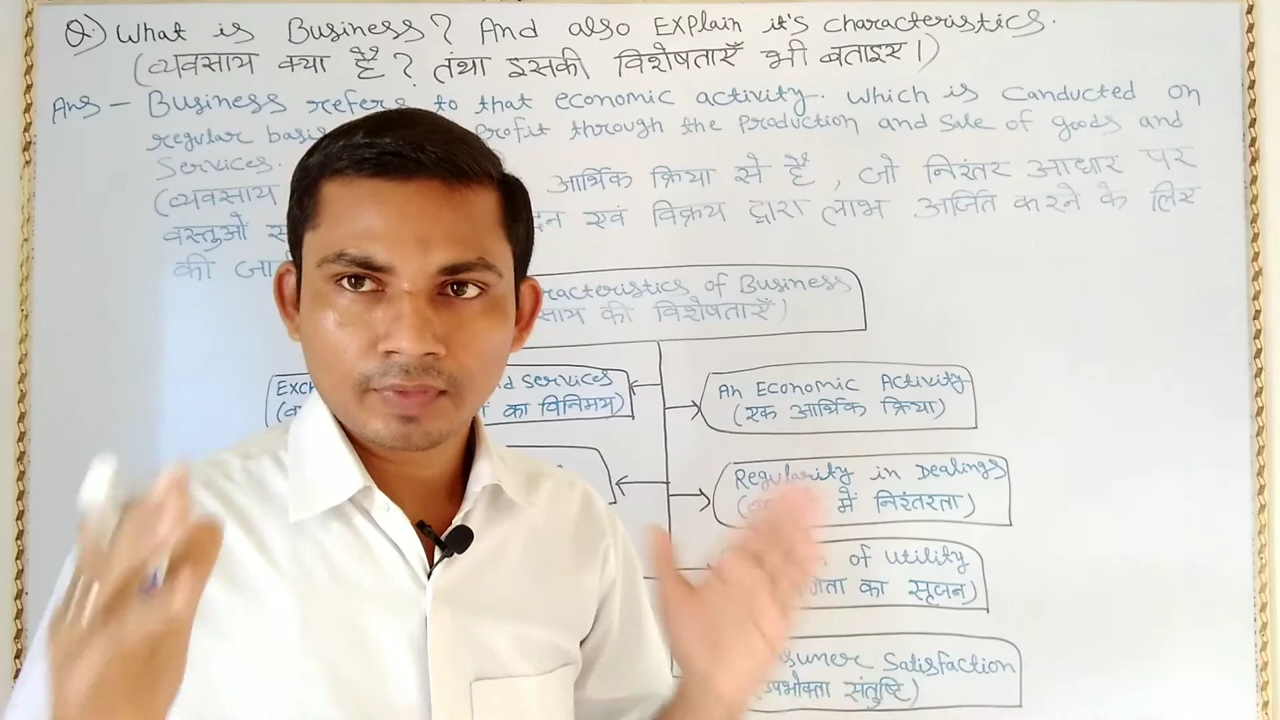 Q.) What is Business? And also Explain it's characteristics.
(व्यवसाय क्या है? तथा इसकी विशेषताएँ भी बताइए।)
Ans - Business refers to that economic activity. Which is Conducted on
regular basis Profit through the Production and Sale of goods and
Services.
(व्यवसाय आर्थिक क्रिया से है, जो निरंतर आधार पर
वस्तुओं एवं विक्रय द्वारा लाभ अर्जित करने के लिए
की
of Business
की विशेषताएँ)
Services
का विनिमय)
An Economic Activity
(एक आर्थिक क्रिया)
Regularity in Dealings
में निरंतरता)
of Utility
का सृजन)
Satisfaction
संतुष्टि)